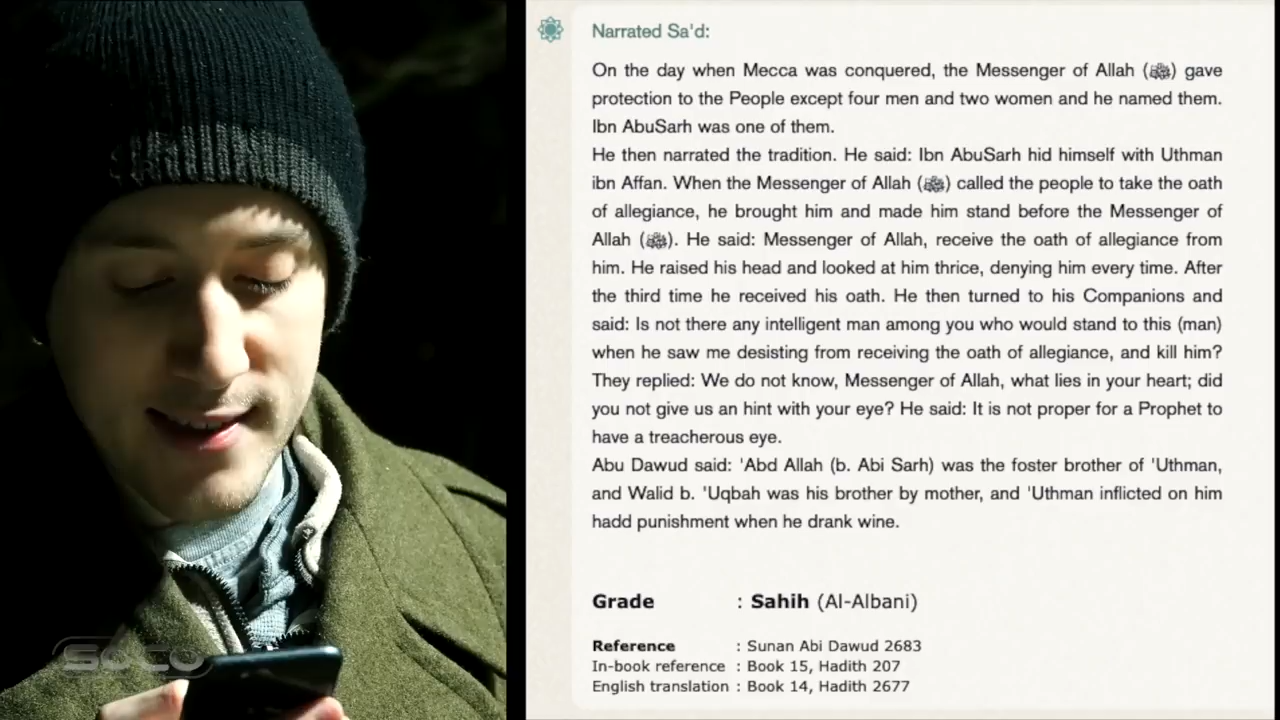 Narrated Sa'd:
On the day when Mecca was conquered, the Messenger of Allah (ﷺ) gave
protection to the People except four men and two women and he named them.
Ibn AbuSarh was one of them.
He then narrated the tradition. He said: Ibn AbuSarh hid himself with Uthman
ibn Affan. When the Messenger of Allah (ﷺ) called the people to take the oath
of allegiance, he brought him and made him stand before the Messenger of
Allah (ﷺ). He said: Messenger of Allah, receive the oath of allegiance from
him. He raised his head and looked at him thrice, denying him every time. After
the third time he received his oath. He then turned to his Companions and
said: Is not there any intelligent man among you who would stand to this (man)
when he saw me desisting from receiving the oath of allegiance, and kill him?
They replied: We do not know, Messenger of Allah, what lies in your heart; did
you not give us an hint with your eye? He said: It is not proper for a Prophet to
have a treacherous eye.
Abu Dawud said: 'Abd Allah (b. Abi Sarh) was the foster brother of 'Uthman,
and Walid b. 'Uqbah was his brother by mother, and 'Uthman inflicted on him
hadd punishment when he drank wine.
Grade : Sahih (Al-Albani)
Reference : Sunan Abi Dawud 2683
In-book reference : Book 15, Hadith 207
English translation : Book 14, Hadith 2677
SOCO